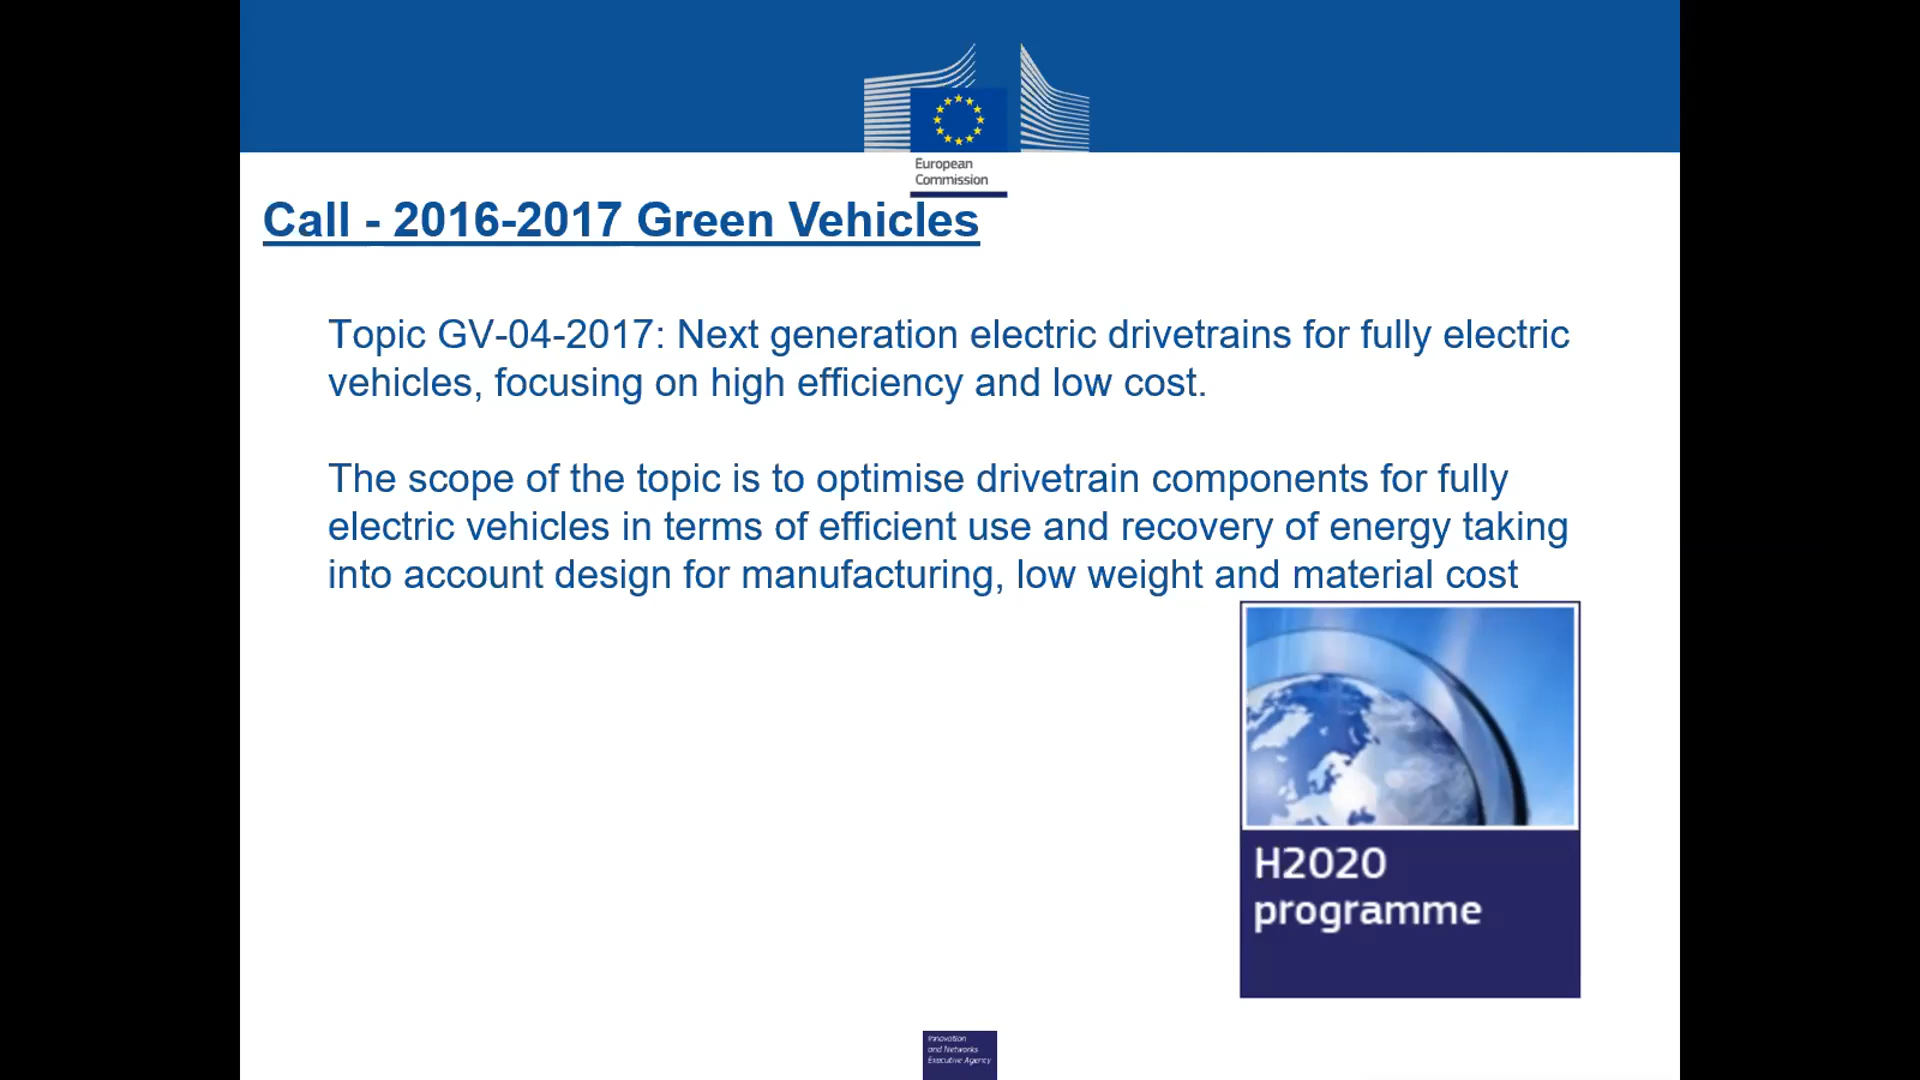 European
Commission
Call - 2016-2017 Green Vehicles
Topic GV-04-2017: Next generation electric drivetrains for fully electric
vehicles, focusing on high efficiency and low cost.
The scope of the topic is to optimise drivetrain components for fully
electric vehicles in terms of efficient use and recovery of energy taking
into account design for manufacturing, low weight and material cost
H2020
programme
Innovation
and Networks
Executive Agency